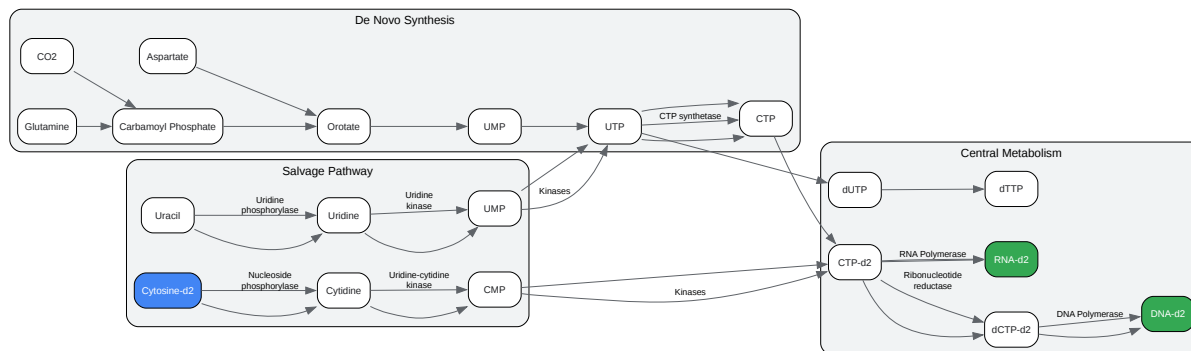 De Novo Synthesis
CO2
Aspartate
Glutamine
Carbamoyl Phosphate
Orotate
UMP
UTP
CTP synthetase
CTP
Salvage Pathway
Uracil
Uridine
phosphorylase
Uridine
Uridine
kinase
UMP
Kinases
Cytosine-d2
Nucleoside
phosphorylase
Cytidine
Uridine-cytidine
kinase
CMP
Kinases
Central Metabolism
dUTP
dTTP
CTP-d2
RNA Polymerase
RNA-d2
Ribonucleotide
reductase
dCTP-d2
DNA Polymerase
DNA-d2